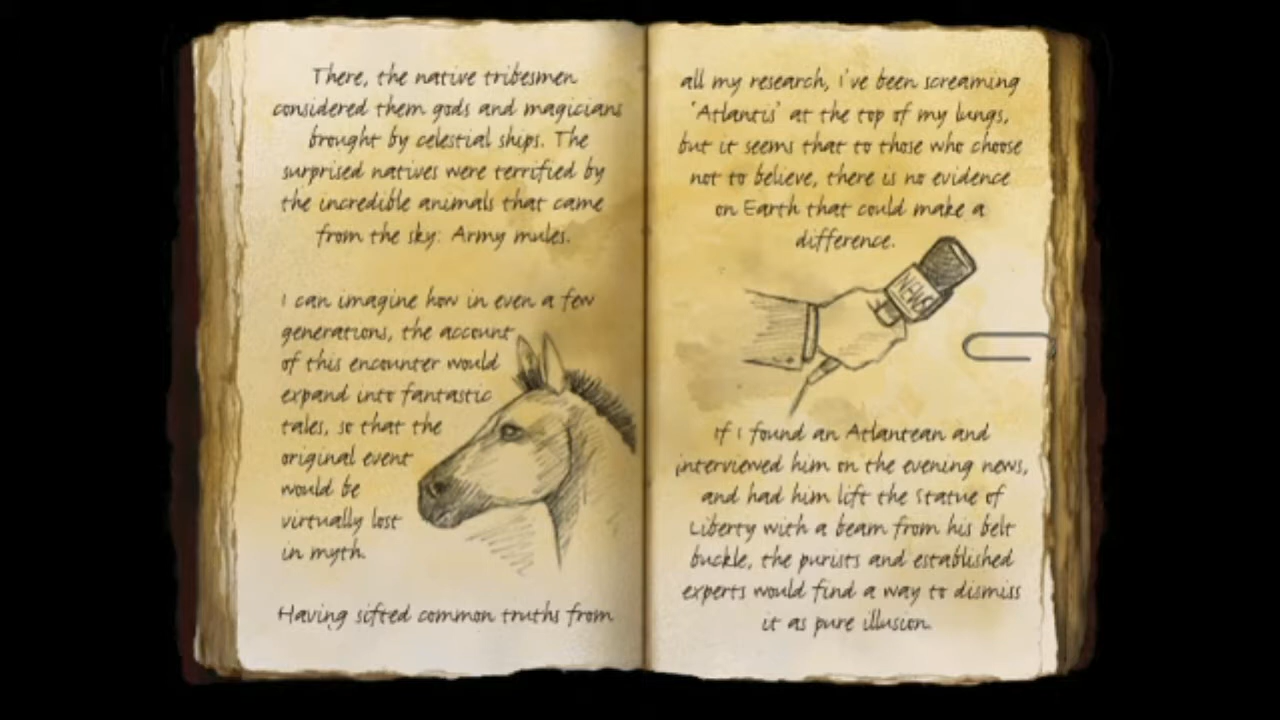 There, the native tribesmen
considered them gods and magicians
brought by celestial ships. The
surprised natives were terrified by
the incredible animals that came
from the sky: Army mules.
I can imagine how in even a few
generations, the account
of this encounter would
expand into fantastic
tales, so that the
original event
would be
virtually lost
in myth.
Having sifted common truths from
all my research, I've been screaming
'Atlantis' at the top of my lungs,
but it seems that to those who choose
not to believe, there is no evidence
on Earth that could make a
difference.
NEWS
If I found an Atlantean and
interviewed him on the evening news,
and had him lift the Statue of
Liberty with a beam from his belt
buckle, the purists and established
experts would find a way to dismiss
it as pure illusion.